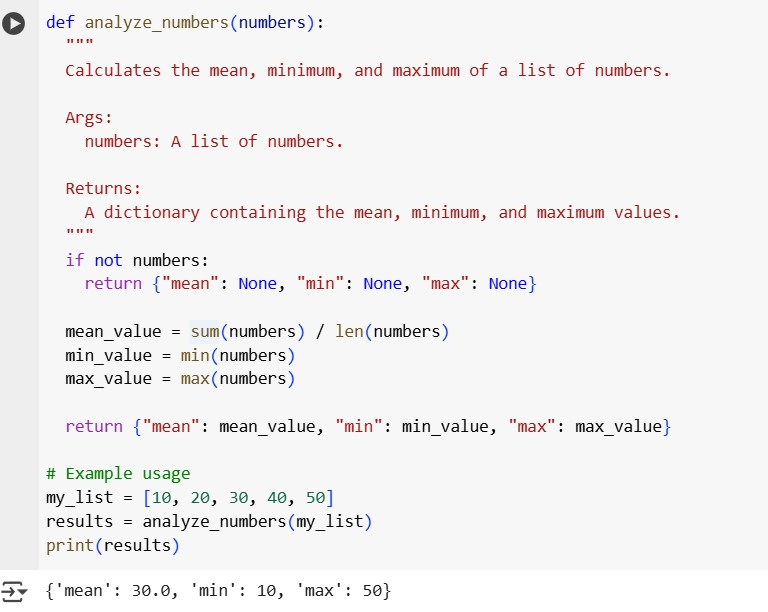 def analyze_numbers(numbers):
  """
  Calculates the mean, minimum, and maximum of a list of numbers.

  Args:
    numbers: A list of numbers.

  Returns:
    A dictionary containing the mean, minimum, and maximum values.
  """
  if not numbers:
    return {"mean": None, "min": None, "max": None}

  mean_value = sum(numbers) / len(numbers)
  min_value = min(numbers)
  max_value = max(numbers)

  return {"mean": mean_value, "min": min_value, "max": max_value}

# Example usage
my_list = [10, 20, 30, 40, 50]
results = analyze_numbers(my_list)
print(results)
{'mean': 30.0, 'min': 10, 'max': 50}